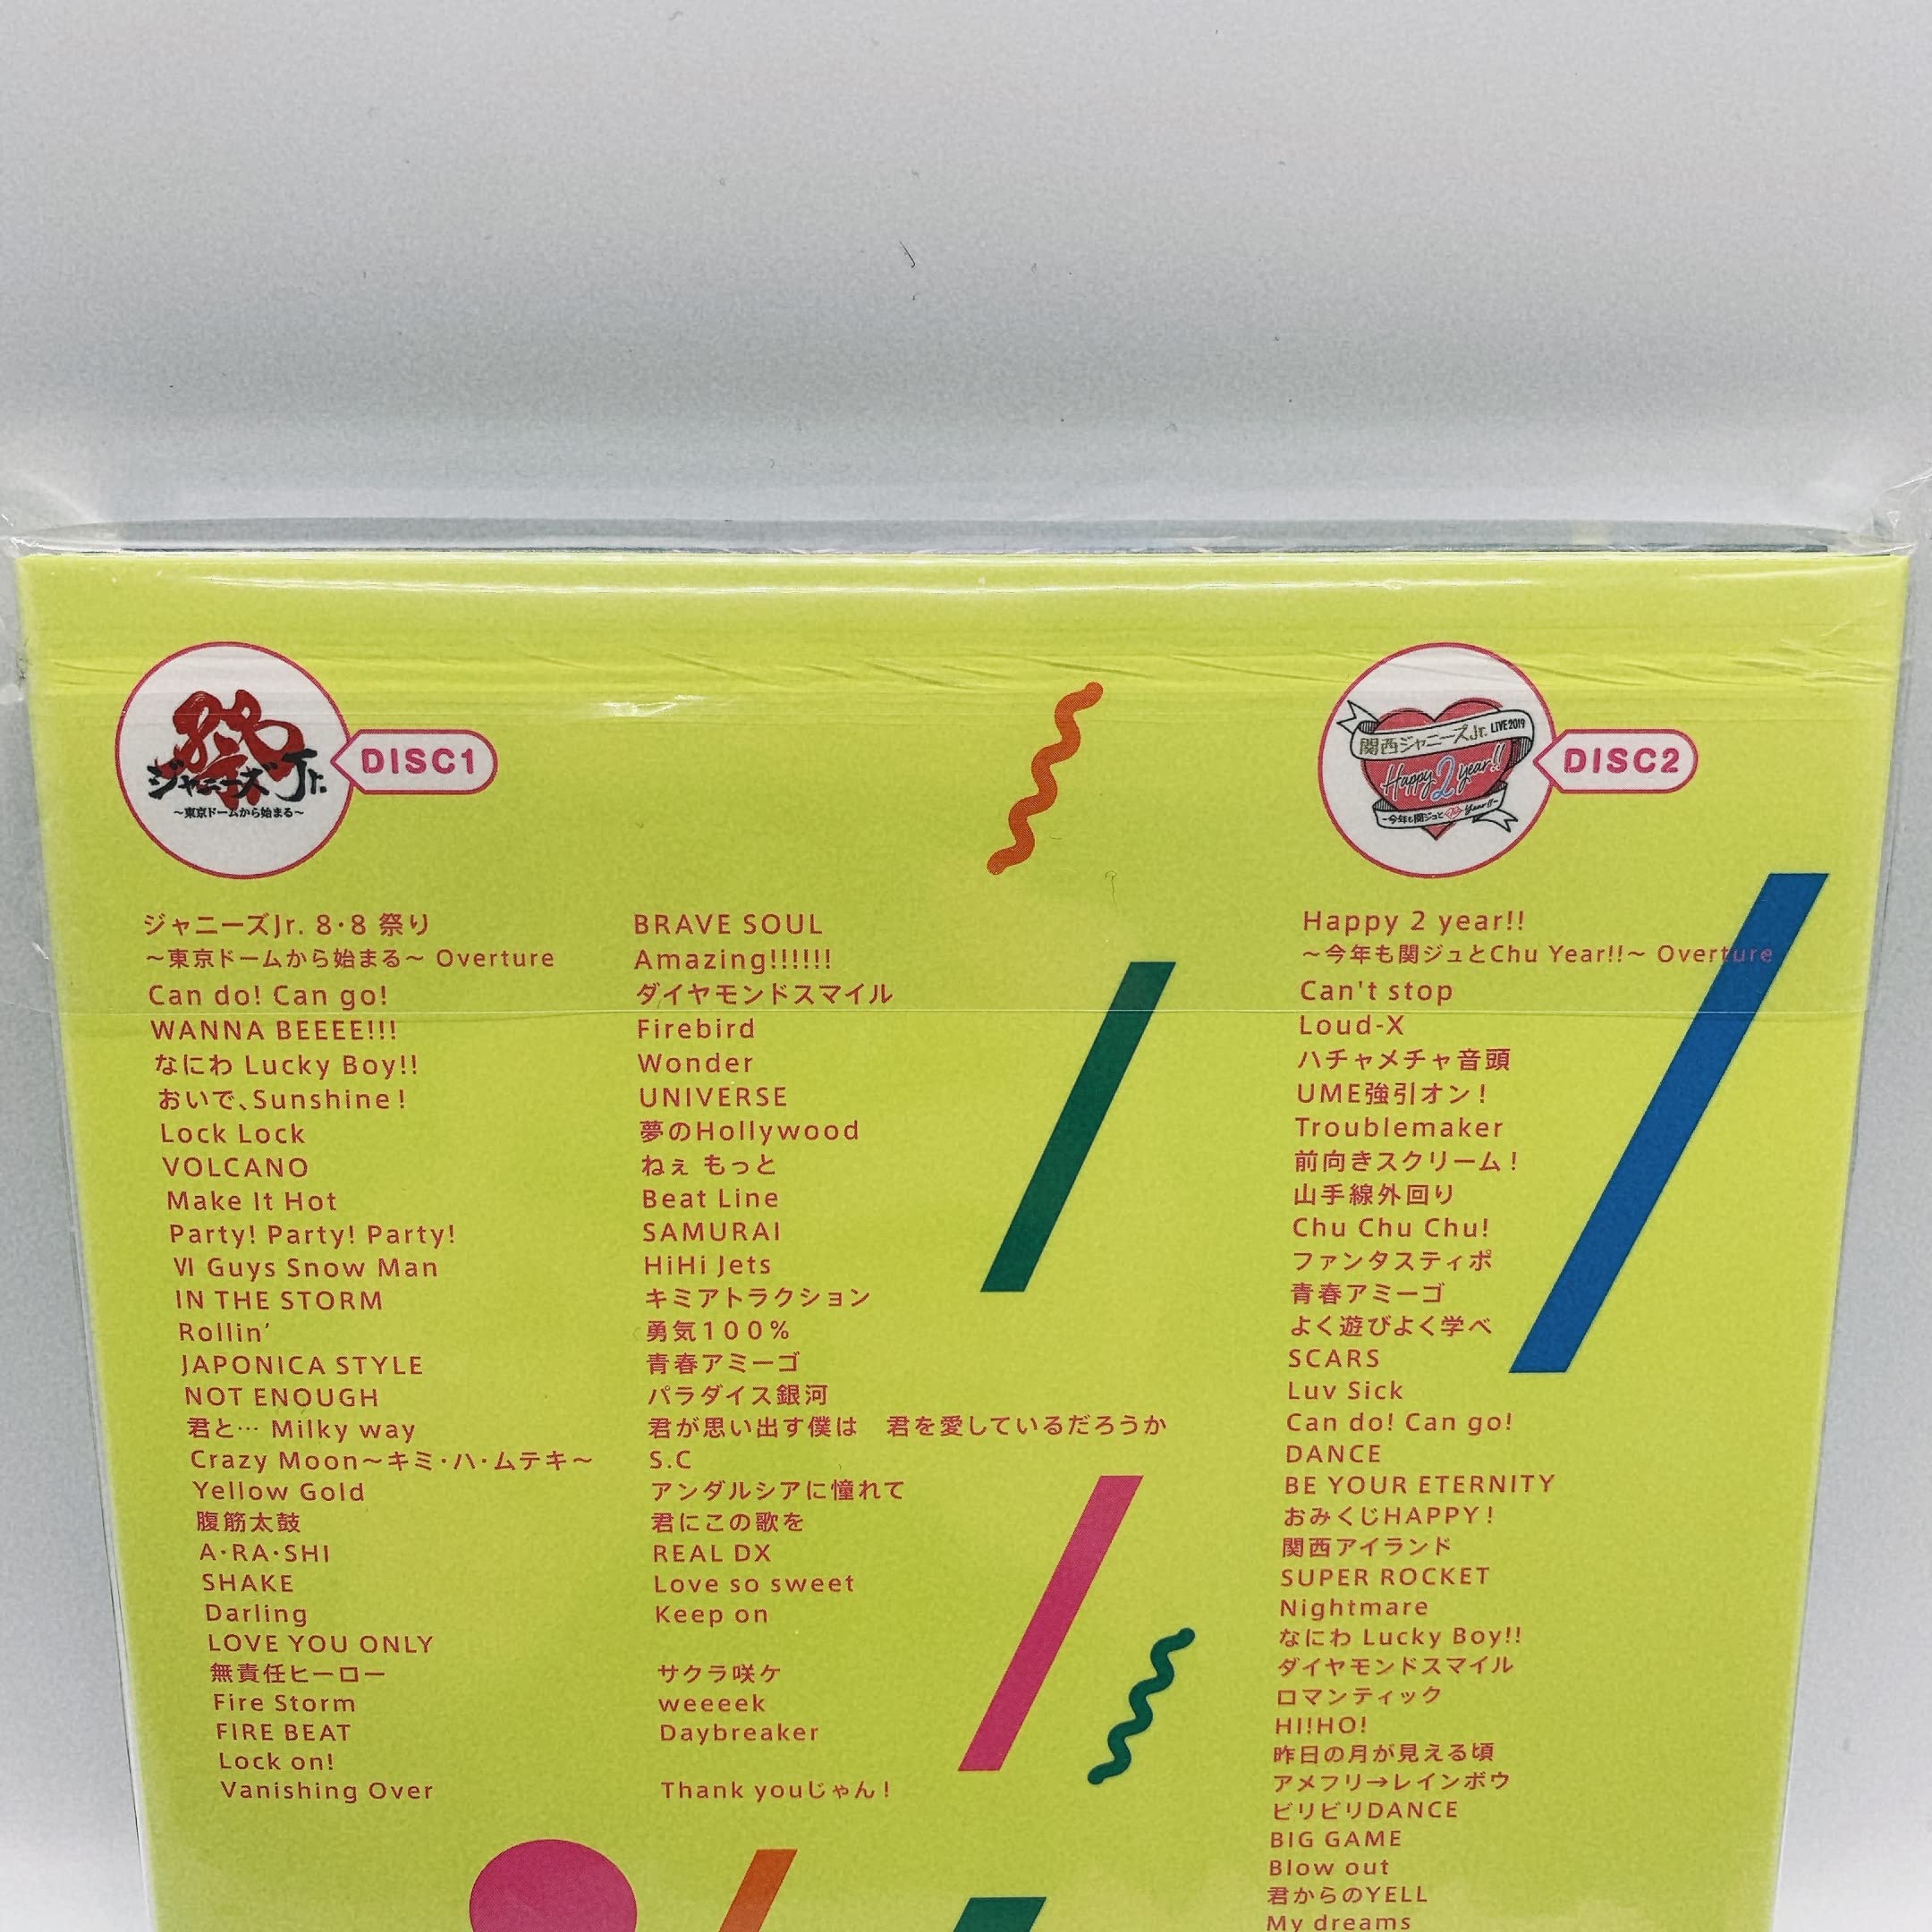 祭
ジャニーズJr.
～東京ドームから始まる～
DISC1
ジャニーズJr. 8・8 祭り
～東京ドームから始まる～ Overture
Can do! Can go!
WANNA BEEEE!!!
なにわ Lucky Boy!!
おいで、Sunshine！
Lock Lock
VOLCANO
Make It Hot
Party! Party! Party!
Ⅵ Guys Snow Man
IN THE STORM
Rollin’
JAPONICA STYLE
NOT ENOUGH
君と… Milky way
Crazy Moon～キミ・ハ・ムテキ～
Yellow Gold
腹筋太鼓
A・RA・SHI
SHAKE
Darling
LOVE YOU ONLY
無責任ヒーロー
Fire Storm
FIRE BEAT
Lock on!
Vanishing Over
BRAVE SOUL
Amazing!!!!!!
ダイヤモンドスマイル
Firebird
Wonder
UNIVERSE
夢のHollywood
ねぇ もっと
Beat Line
SAMURAI
HiHi Jets
キミアトラクション
勇気１００％
青春アミーゴ
パラダイス銀河
君が思い出す僕は　君を愛しているだろうか
S.C
アンダルシアに憧れて
君にこの歌を
REAL DX
Love so sweet
Keep on
サクラ咲ケ
weeeek
Daybreaker
Thank youじゃん！
関西ジャニーズJr. LIVE2019
Happy 2 year!!
～今年も関ジュとChu Year!!～
DISC2
Happy 2 year!!
～今年も関ジュとChu Year!!～ Overture
Can't stop
Loud-X
ハチャメチャ音頭
UME強引オン！
Troublemaker
前向きスクリーム！
山手線外回り
Chu Chu Chu!
ファンタスティポ
青春アミーゴ
よく遊びよく学べ
SCARS
Luv Sick
Can do! Can go!
DANCE
BE YOUR ETERNITY
おみくじHAPPY！
関西アイランド
SUPER ROCKET
Nightmare
なにわ Lucky Boy!!
ダイヤモンドスマイル
ロマンティック
HI!HO!
昨日の月が見える頃
アメフリ→レインボウ
ビリビリDANCE
BIG GAME
Blow out
君からのYELL
My dreams